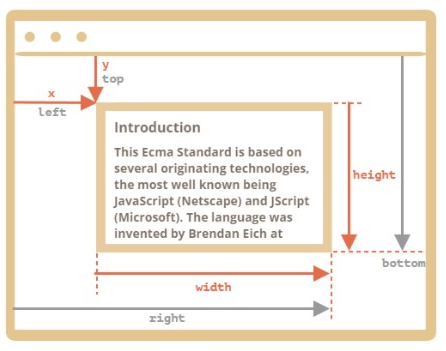 y
top
x
left
Introduction
This Ecma Standard is based on
several originating technologies,
the most well known being
JavaScript (Netscape) and JScript
(Microsoft). The language was
invented by Brendan Eich at
height
bottom
width
right